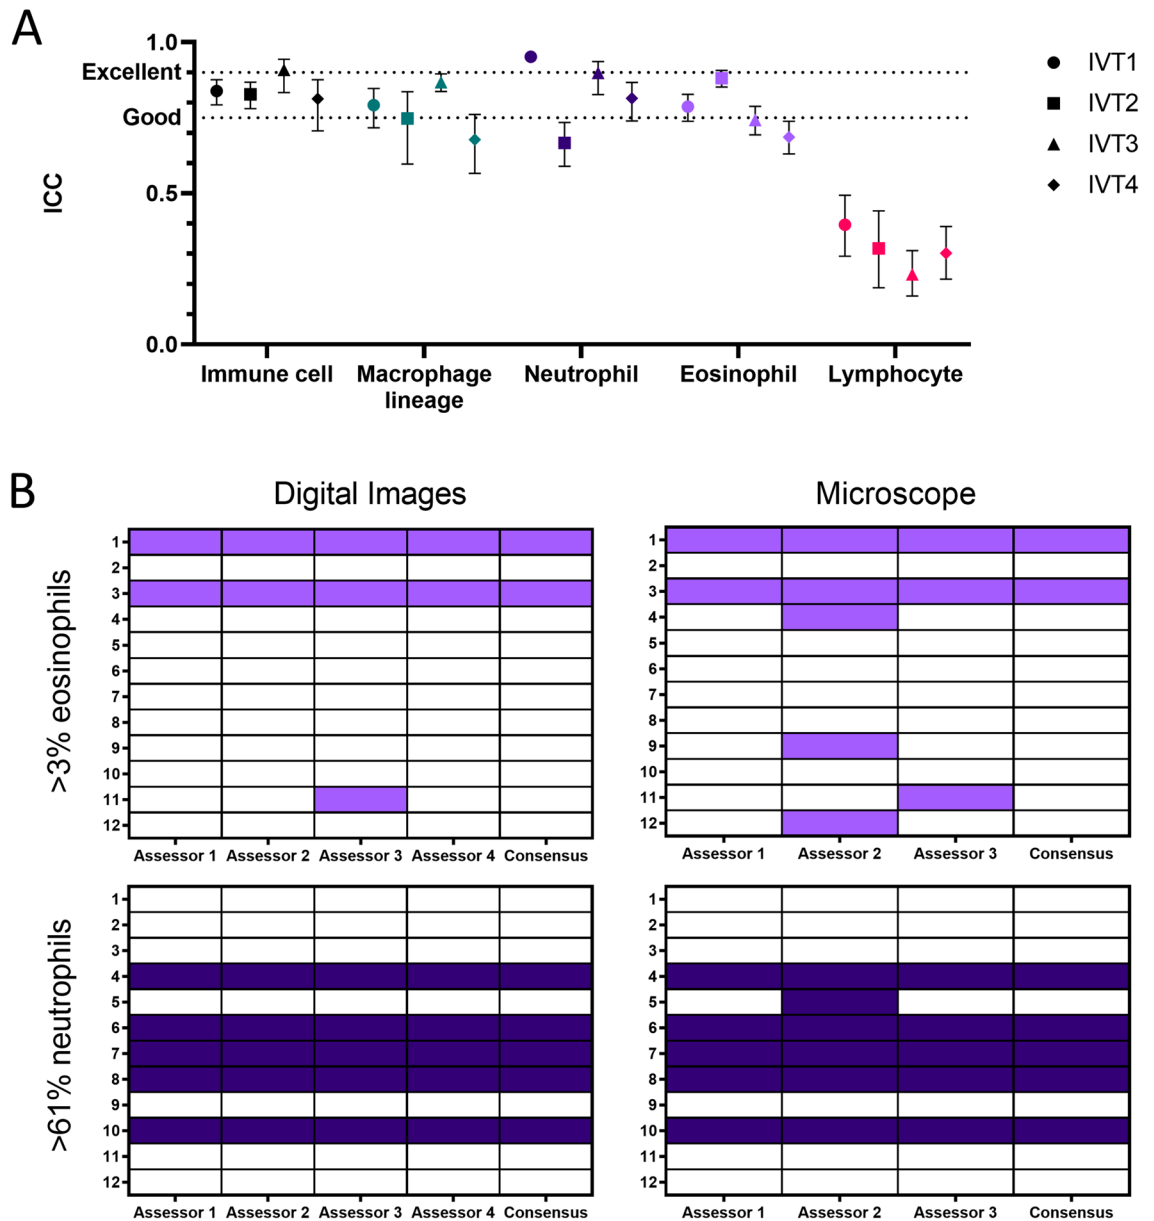 A
1.0
Excellent
Good
0.5
0.0
ICC
Immune cell
Macrophage
lineage
Neutrophil
Eosinophil
Lymphocyte
IVT1
IVT2
IVT3
IVT4
B
Digital Images
Microscope
>3% eosinophils
1
2
3
4
5
6
7
8
9
10
11
12
Assessor 1 Assessor 2 Assessor 3 Assessor 4 Consensus
1
2
3
4
5
6
7
8
9
10
11
12
Assessor 1 Assessor 2 Assessor 3 Consensus
>61% neutrophils
1
2
3
4
5
6
7
8
9
10
11
12
Assessor 1 Assessor 2 Assessor 3 Assessor 4 Consensus
1
2
3
4
5
6
7
8
9
10
11
12
Assessor 1 Assessor 2 Assessor 3 Consensus